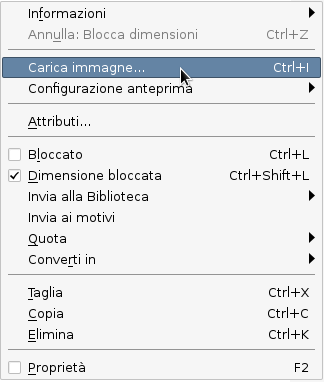 Informazioni
Annulla: Blocca dimensioni Ctrl+Z
Carica immagne... Ctrl+I
Configurazione anteprima
Attributi...
Bloccato Ctrl+L
Dimensione bloccata Ctrl+Shift+L
Invia alla Biblioteca
Invia ai motivi
Quota
Converti in
Taglia Ctrl+X
Copia Ctrl+C
Elimina Ctrl+K
Proprietà F2